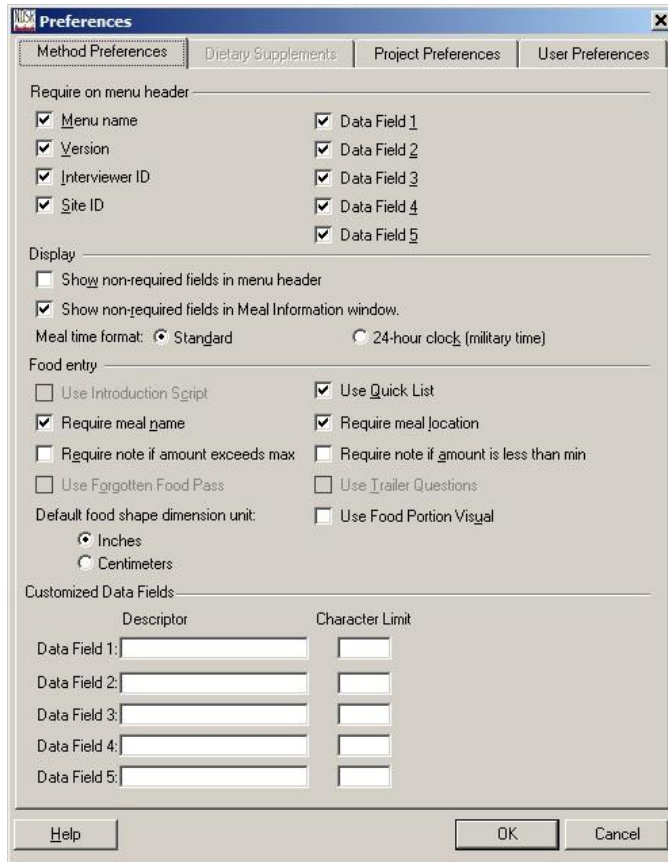 NDSR
Preferences
Method Preferences Dietary Supplements Project Preferences User Preferences
Require on menu header
Menu name Data Field 1
Version Data Field 2
Interviewer ID Data Field 3
Site ID Data Field 4
Data Field 5
Display
Show non-required fields in menu header
Show non-required fields in Meal Information window.
Meal time format: Standard 24-hour clock (military time)
Food entry
Use Introduction Script Use Quick List
Require meal name Require meal location
Require note if amount exceeds max Require note if amount is less than min
Use Forgotten Food Pass Use Trailer Questions
Default food shape dimension unit: Use Food Portion Visual
Inches
Centimeters
Customized Data Fields
Descriptor Character Limit
Data Field 1:
Data Field 2:
Data Field 3:
Data Field 4:
Data Field 5:
Help OK Cancel